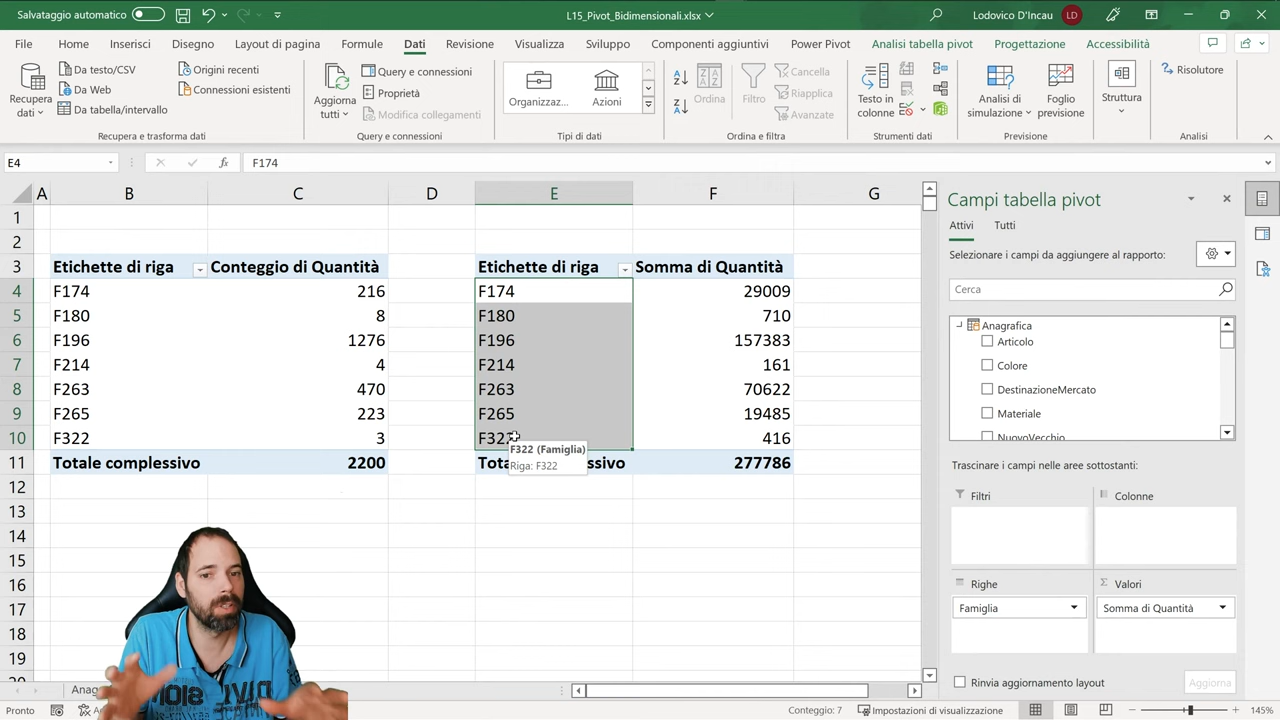 Salvataggio automatico
L15_Pivot_Bidimensionali.xlsx
Lodovico D'Incau
LD
File
Home
Inserisci
Disegno
Layout di pagina
Formule
Dati
Revisione
Visualizza
Sviluppo
Componenti aggiuntivi
Power Pivot
Analisi tabella pivot
Progettazione
Accessibilità
Recupera dati
Da testo/CSV
Da Web
Da tabella/intervallo
Origini recenti
Connessioni esistenti
Recupera e trasforma dati
Aggiorna tutti
Query e connessioni
Proprietà
Modifica collegamenti
Query e connessioni
Organizzaz...
Azioni
Tipi di dati
Ordina
Filtro
Cancella
Riapplica
Avanzate
Ordina e filtra
Testo in colonne
Strumenti dati
Analisi di simulazione
Foglio previsione
Previsione
Struttura
Risolutore
Analisi
E4
fx
F174
A B C D E F G
1
2
3 Etichette di riga Conteggio di Quantità Etichette di riga Somma di Quantità
4 F174 216 F174 29009
5 F180 8 F180 710
6 F196 1276 F196 157383
7 F214 4 F214 161
8 F263 470 F263 70622
9 F265 223 F265 19485
10 F322 3 F322 416
11 Totale complessivo 2200 277786
F322 (Famiglia)
Riga: F322
12
13
14
15
16
17
18
19
Campi tabella pivot
Attivi
Tutti
Selezionare i campi da aggiungere al rapporto:
Cerca
Anagrafica
Articolo
Colore
DestinazioneMercato
Materiale
NuovoVecchio
Trascinare i campi nelle aree sottostanti:
Filtri
Colonne
Righe
Σ Valori
Famiglia
Somma di Quantità
Rinvia aggiornamento layout
Aggiorna
Pronto
Conteggio: 7
Impostazioni di visualizzazione
145%